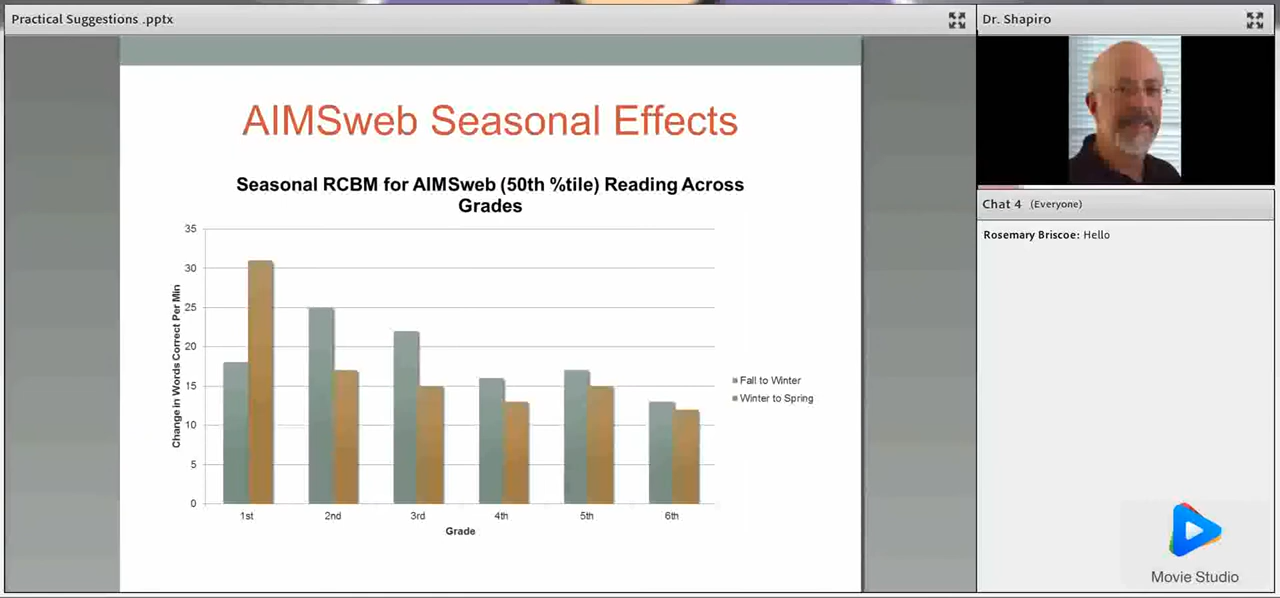 Practical Suggestions .pptx
Dr. Shapiro
AIMSweb Seasonal Effects
Seasonal RCBM for AIMSweb (50th %tile) Reading Across
Grades
Change in Words Correct Per Min
35
30
25
20
15
10
5
0
1st
2nd
3rd
4th
5th
6th
Grade
Fall to Winter
Winter to Spring
Chat 4 (Everyone)
Rosemary Briscoe: Hello
Movie Studio